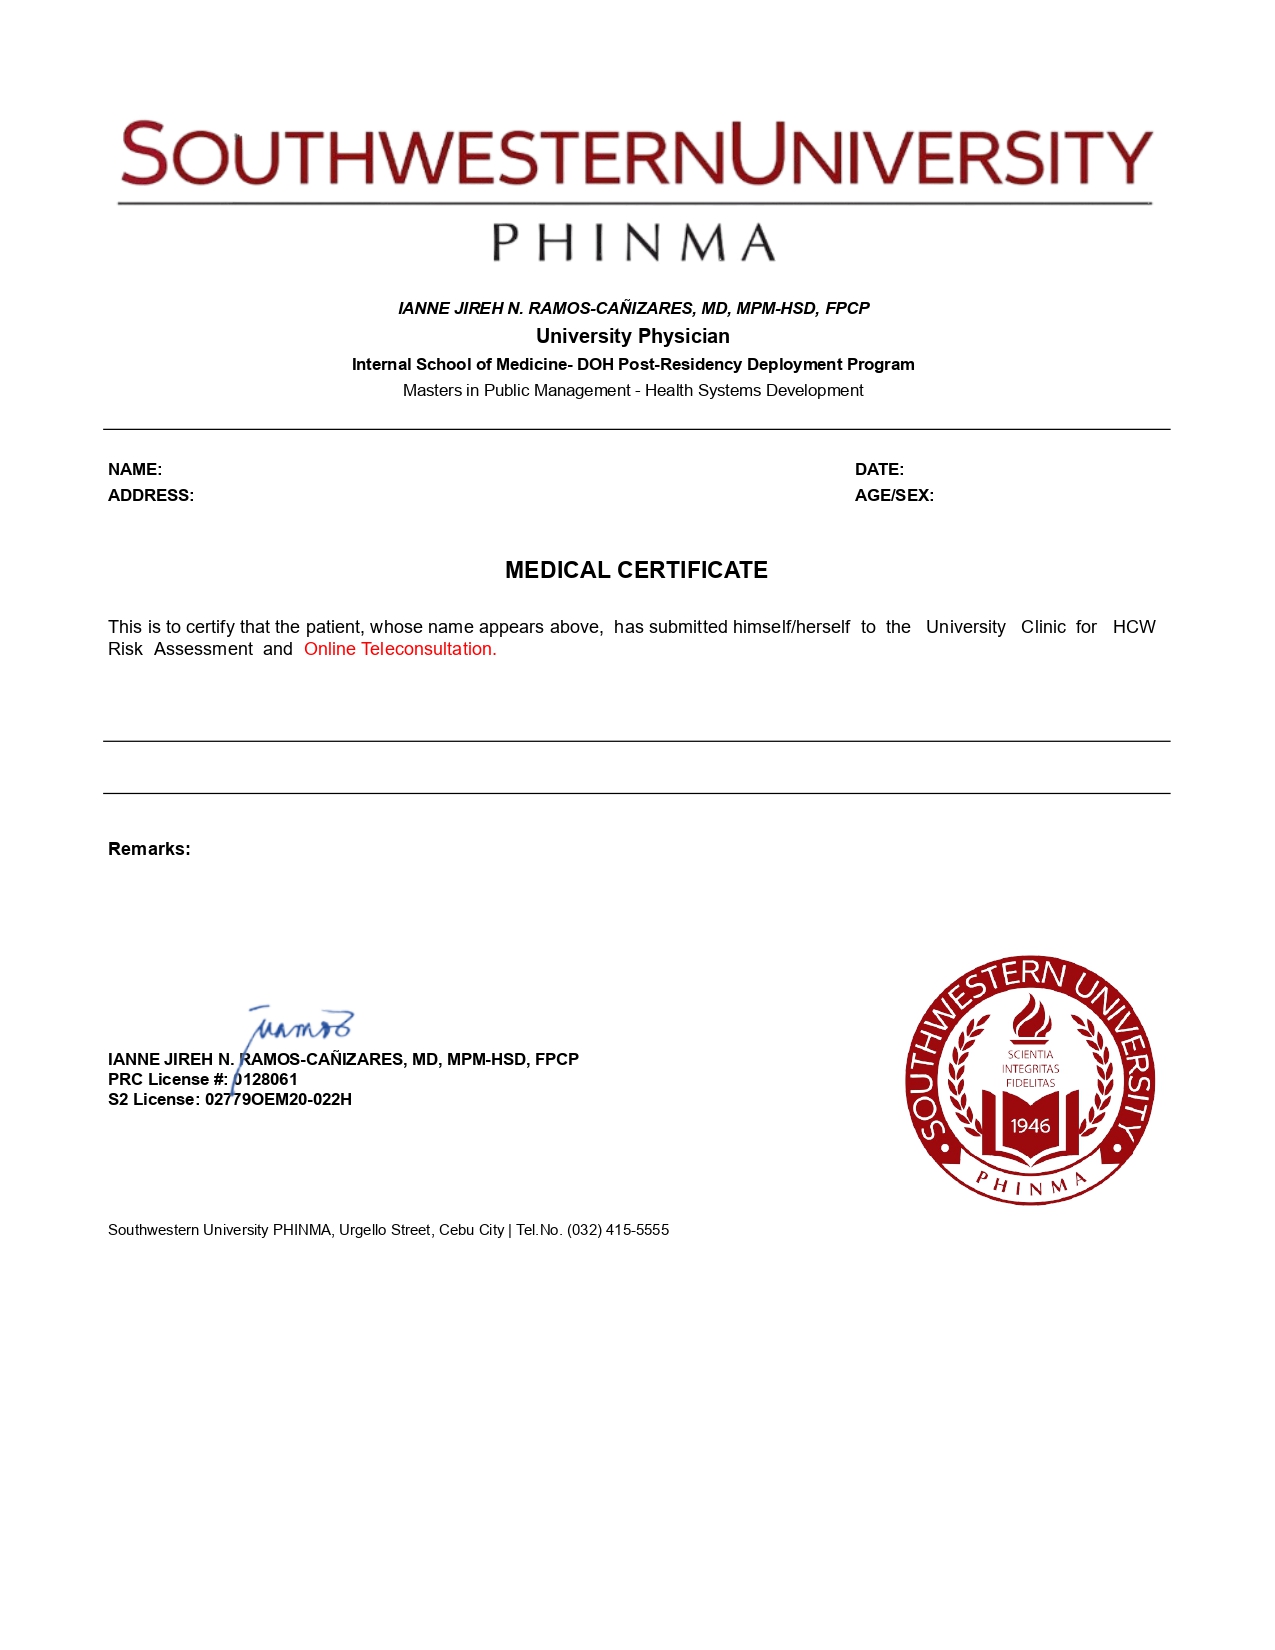 SOUTHWESTERNUNIVERSITY
PHINMA
IANNE JIREH N. RAMOS-CAÑIZARES, MD, MPM-HSD, FPCP
University Physician
Internal School of Medicine- DOH Post-Residency Deployment Program
Masters in Public Management - Health Systems Development
NAME: DATE:
ADDRESS: AGE/SEX:
MEDICAL CERTIFICATE
This is to certify that the patient, whose name appears above, has submitted himself/herself to the University Clinic for HCW
Risk Assessment and Online Teleconsultation.
Remarks:
IANNE JIREH N. RAMOS-CAÑIZARES, MD, MPM-HSD, FPCP
PRC License #: 0128061
S2 License: 02779OEM20-022H
SOUTHWESTERN UNIVERSITY
SCIENTIA
INTEGRITAS
FIDELITAS
1946
PHINMA
Southwestern University PHINMA, Urgello Street, Cebu City | Tel.No. (032) 415-5555